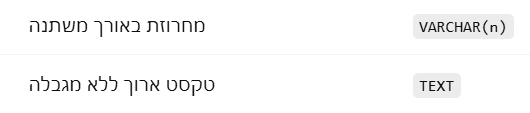 VARCHAR(n) מחרוזת באורך משתנה
TEXT טקסט ארוך ללא מגבלה